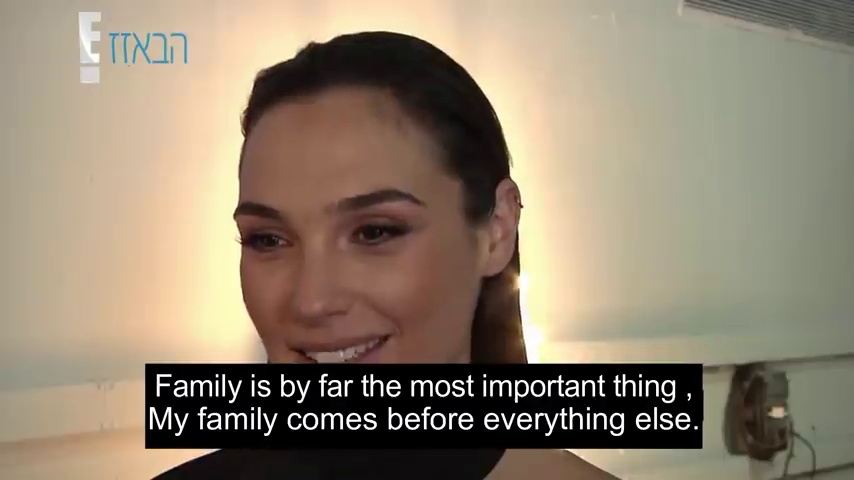 E! הבאזז
Family is by far the most important thing ,
My family comes before everything else.